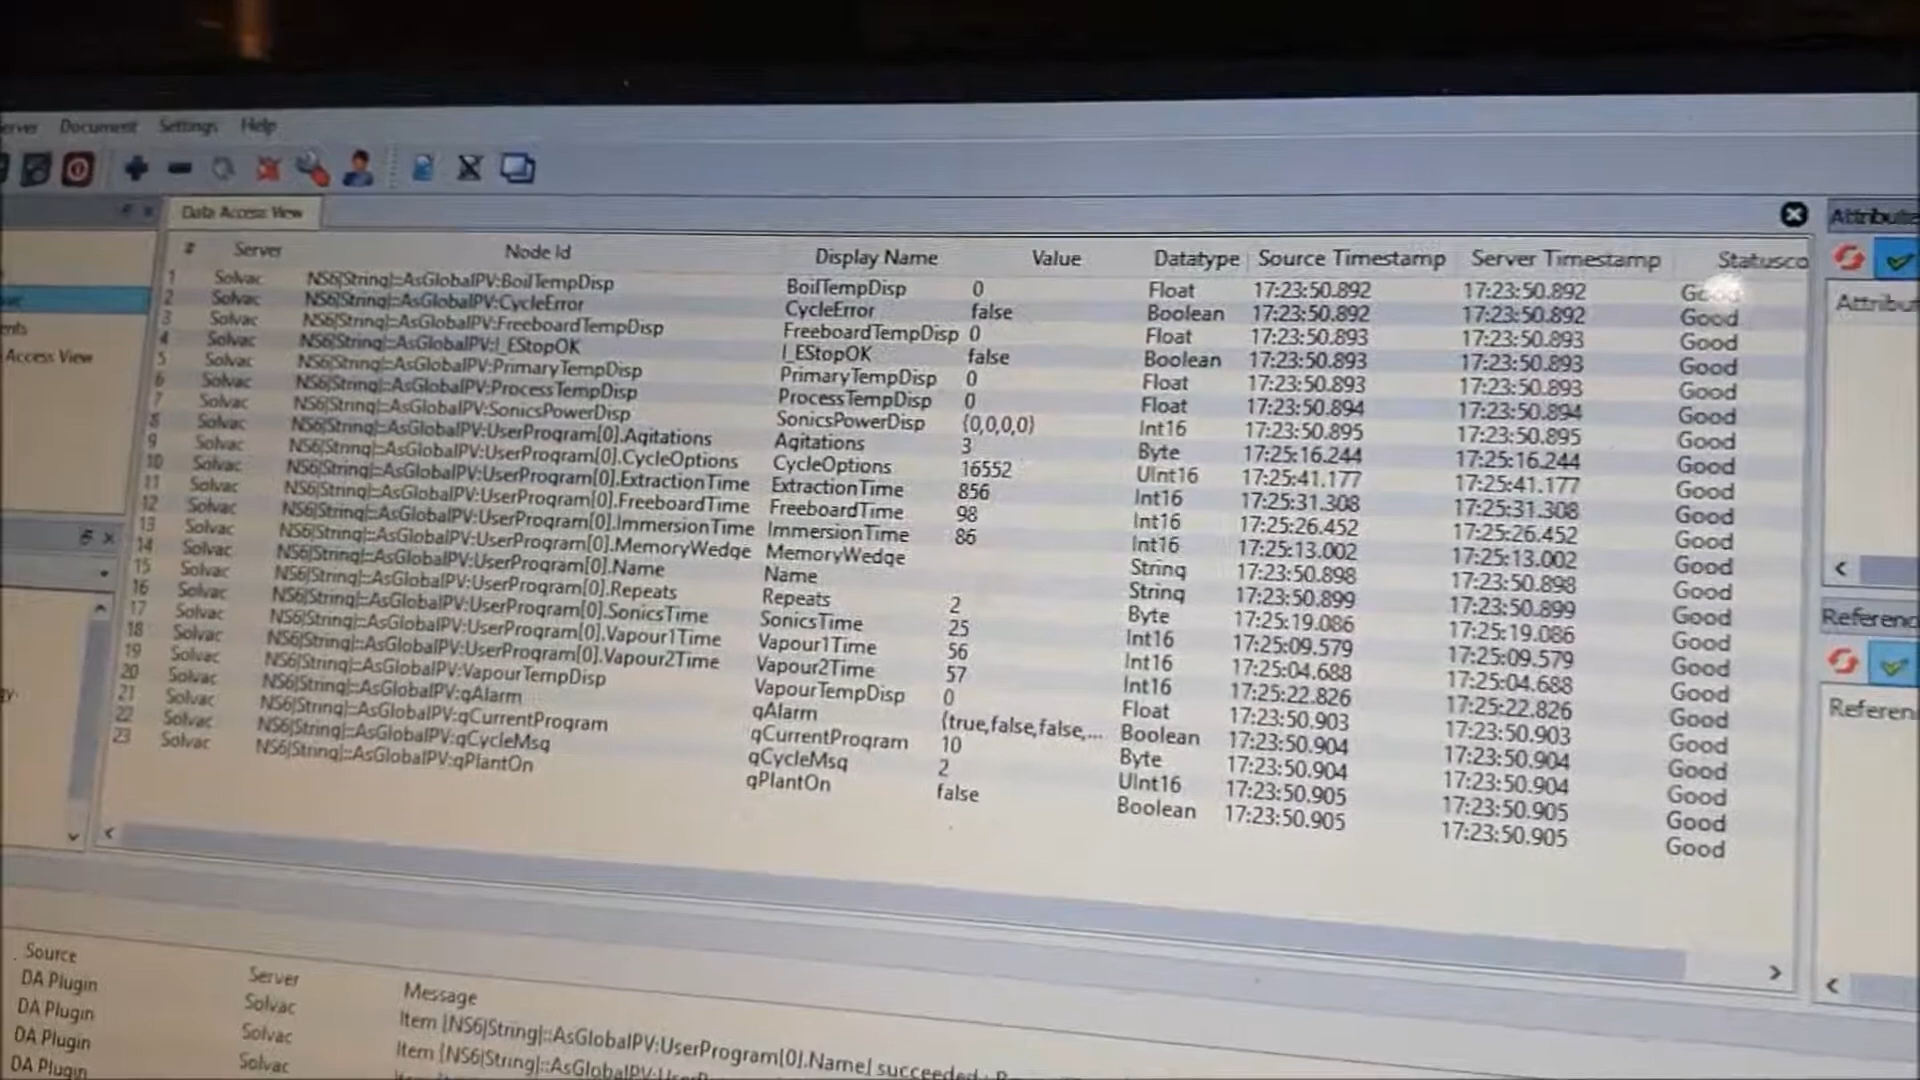 Document Settings Help
Data Access View
Attribute
# Server Node Id Display Name Value Datatype Source Timestamp Server Timestamp Statusco
1 Solvac NS6|String|::AsGlobalPV:BoilTempDisp BoilTempDisp 0 Float 17:23:50.892 17:23:50.892 Good
2 Solvac NS6|String|::AsGlobalPV:CycleError CycleError false Boolean 17:23:50.892 17:23:50.892 Good
3 Solvac NS6|String|::AsGlobalPV:FreeboardTempDisp FreeboardTempDisp 0 Float 17:23:50.893 17:23:50.893 Good
4 Solvac NS6|String|::AsGlobalPV:I_EStopOK I_EStopOK false Boolean 17:23:50.893 17:23:50.893 Good
5 Solvac NS6|String|::AsGlobalPV:PrimaryTempDisp PrimaryTempDisp 0 Float 17:23:50.893 17:23:50.893 Good
6 Solvac NS6|String|::AsGlobalPV:ProcessTempDisp ProcessTempDisp 0 Float 17:23:50.894 17:23:50.894 Good
7 Solvac NS6|String|::AsGlobalPV:SonicsPowerDisp SonicsPowerDisp {0,0,0,0} Int16 17:23:50.895 17:23:50.895 Good
8 Solvac NS6|String|::AsGlobalPV:UserProgram[0].Agitations Agitations 3 Byte 17:25:16.244 17:25:16.244 Good
9 Solvac NS6|String|::AsGlobalPV:UserProgram[0].CycleOptions CycleOptions 16552 UInt16 17:25:41.177 17:25:41.177 Good
10 Solvac NS6|String|::AsGlobalPV:UserProgram[0].ExtractionTime ExtractionTime 856 Int16 17:25:31.308 17:25:31.308 Good
11 Solvac NS6|String|::AsGlobalPV:UserProgram[0].FreeboardTime FreeboardTime 98 Int16 17:25:26.452 17:25:26.452 Good
12 Solvac NS6|String|::AsGlobalPV:UserProgram[0].ImmersionTime ImmersionTime 86 Int16 17:25:13.002 17:25:13.002 Good
13 Solvac NS6|String|::AsGlobalPV:UserProgram[0].MemoryWedge MemoryWedge String 17:23:50.898 17:23:50.898 Good
14 Solvac NS6|String|::AsGlobalPV:UserProgram[0].Name Name String 17:23:50.899 17:23:50.899 Good
15 Solvac NS6|String|::AsGlobalPV:UserProgram[0].Repeats Repeats 2 Byte 17:25:19.086 17:25:19.086 Good
16 Solvac NS6|String|::AsGlobalPV:UserProgram[0].SonicsTime SonicsTime 25 Int16 17:25:09.579 17:25:09.579 Good
17 Solvac NS6|String|::AsGlobalPV:UserProgram[0].Vapour1Time Vapour1Time 56 Int16 17:25:04.688 17:25:04.688 Good
18 Solvac NS6|String|::AsGlobalPV:UserProgram[0].Vapour2Time Vapour2Time 57 Int16 17:25:22.826 17:25:22.826 Good
19 Solvac NS6|String|::AsGlobalPV:VapourTempDisp VapourTempDisp 0 Float 17:23:50.903 17:23:50.903 Good
20 Solvac NS6|String|::AsGlobalPV:qAlarm qAlarm {true,false,false,... Boolean 17:23:50.904 17:23:50.904 Good
21 Solvac NS6|String|::AsGlobalPV:qCurrentProgram qCurrentProgram 10 Byte 17:23:50.904 17:23:50.904 Good
22 Solvac NS6|String|::AsGlobalPV:qCycleMsg qCycleMsg 2 UInt16 17:23:50.905 17:23:50.905 Good
23 Solvac NS6|String|::AsGlobalPV:qPlantOn qPlantOn false Boolean 17:23:50.905 17:23:50.905 Good
Access View
Attribut
Referenc
Referen
Source Server Message
DA Plugin Solvac Item [NS6|String|::AsGlobalPV:UserProgram[0].Name] succeeded :
DA Plugin Solvac Item [NS6|String|::AsGlobalPV:
DA Plugin Solvac
DA Plugin